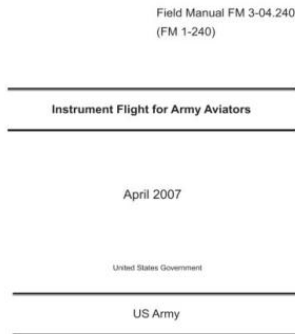 Field Manual FM 3-04.240
(FM 1-240)
Instrument Flight for Army Aviators
April 2007
United States Government
US Army